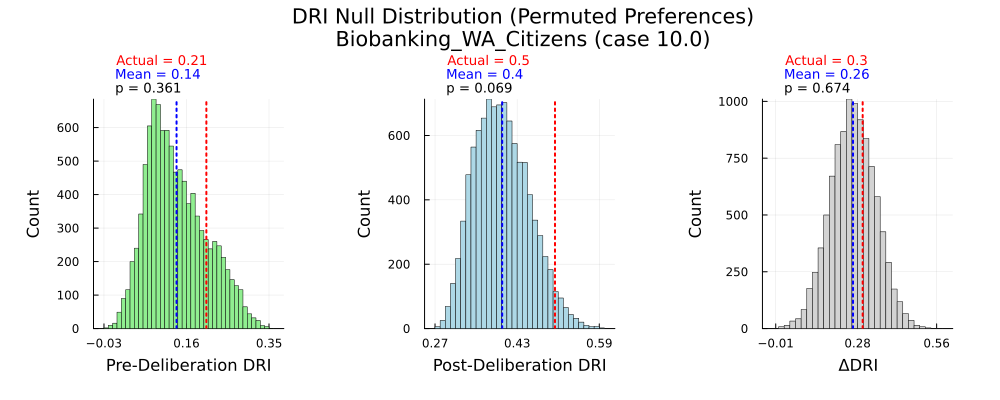 DRI Null Distribution (Permuted Preferences)
Biobanking_WA_Citizens (case 10.0)
Actual = 0.21
Mean = 0.14
p = 0.361
Count
600
500
400
300
200
100
0
−0.03
0.16
0.35
Pre-Deliberation DRI
Actual = 0.5
Mean = 0.4
p = 0.069
Count
600
400
200
0
0.27
0.43
0.59
Post-Deliberation DRI
Actual = 0.3
Mean = 0.26
p = 0.674
Count
1000
750
500
250
0
−0.01
0.28
0.56
ΔDRI